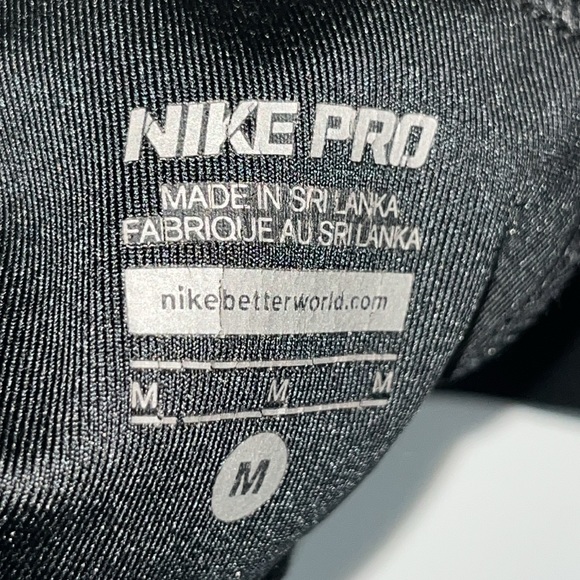 NIKE PRO
MADE IN SRI LANKA
FABRIQUE AU SRI LANKA
nikebetterworld.com
M M M
M